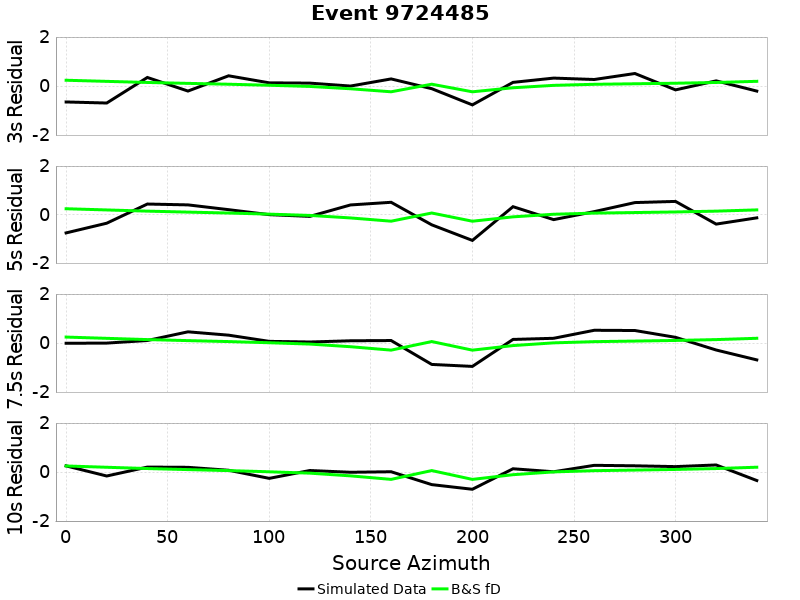 Event 9724485
3s Residual
2
0
-2
5s Residual
2
0
-2
7.5s Residual
2
0
-2
10s Residual
2
0
-2
0 50 100 150 200 250 300
Source Azimuth
Simulated Data B&S fD